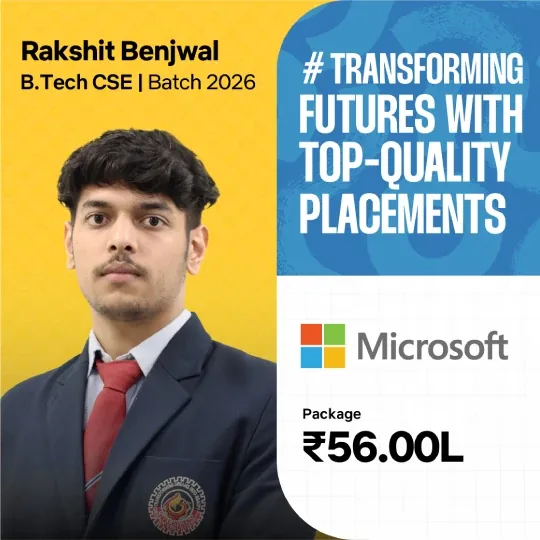 Rakshit Benjwal
B.Tech CSE | Batch 2026
# TRANSFORMING
FUTURES WITH
TOP-QUALITY
PLACEMENTS
Microsoft
Package
₹56.00L